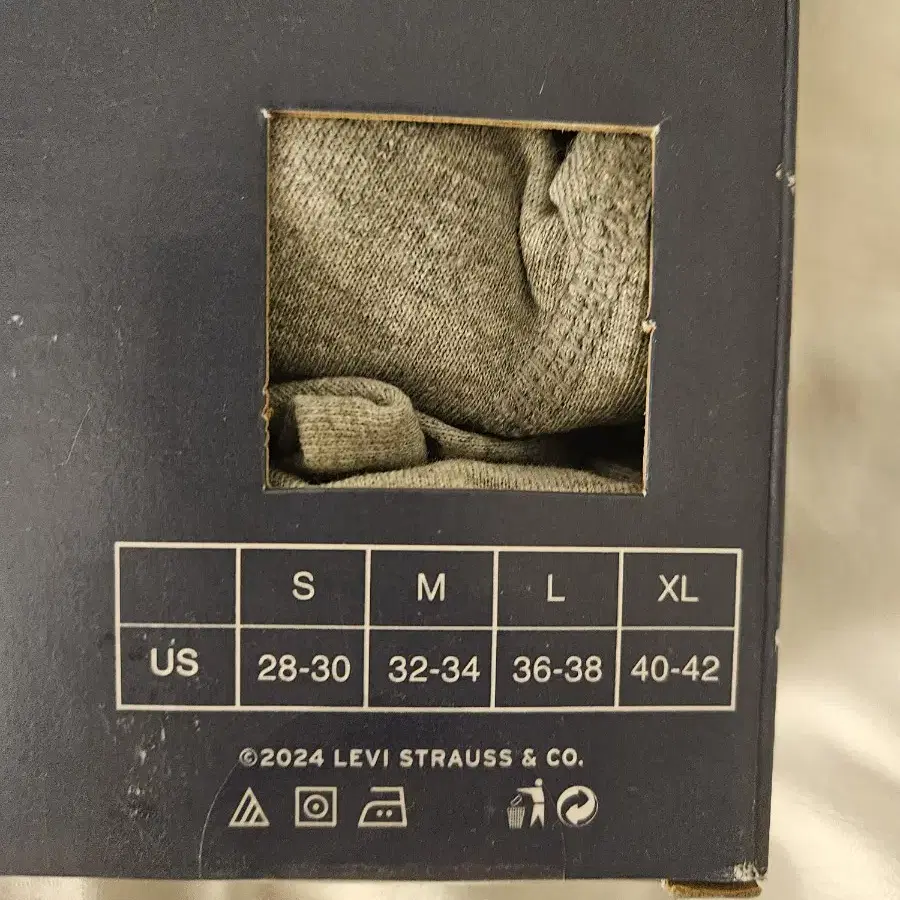 S M L XL
US 28-30 32-34 36-38 40-42
©2024 LEVI STRAUSS & CO.